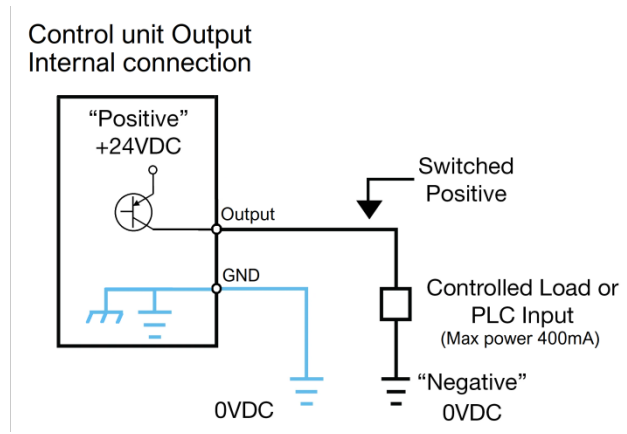 Control unit Output
Internal connection
“Positive”
+24VDC
Switched
Positive
Output
GND
Controlled Load or
PLC Input
(Max power 400mA)
“Negative”
0VDC
0VDC